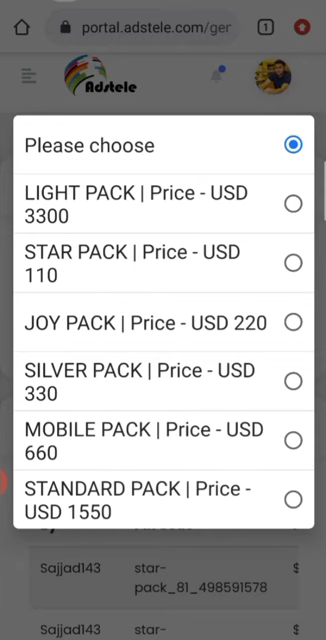 portal.adstele.com/ger
1
Adstele
Please choose
LIGHT PACK | Price - USD
3300
STAR PACK | Price - USD
110
JOY PACK | Price - USD 220
SILVER PACK | Price - USD
330
MOBILE PACK | Price - USD
660
STANDARD PACK | Price -
USD 1550
Sajjad143 star- $
pack_81_498591578
Sajjad143 star- $